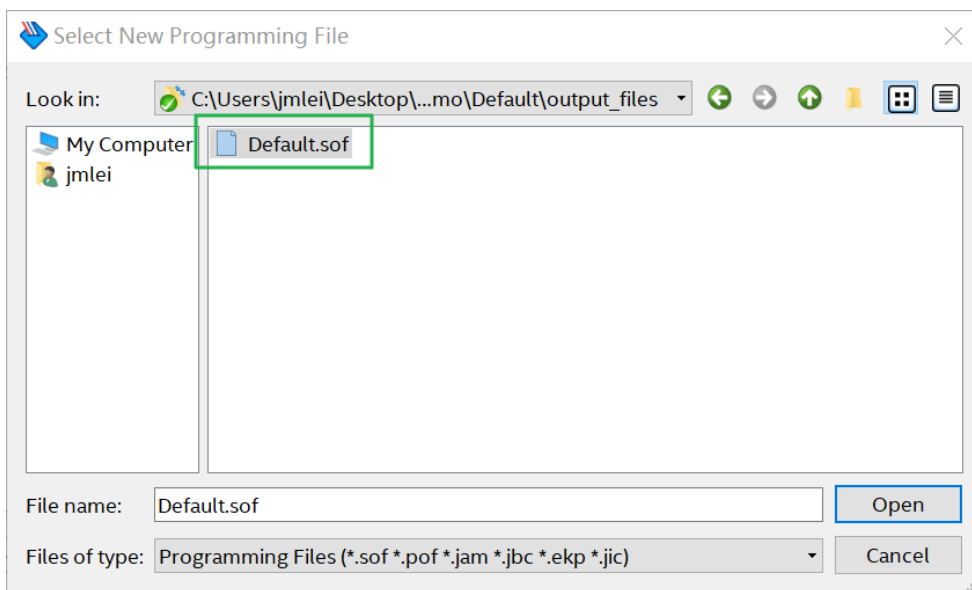 Select New Programming File
Look in: C:\Users\jmlei\Desktop\...mo\Default\output_files
My Computer
jmlei
Default.sof
File name: Default.sof Open
Files of type: Programming Files (*.sof *.pof *.jam *.jbc *.ekp *.jic) Cancel